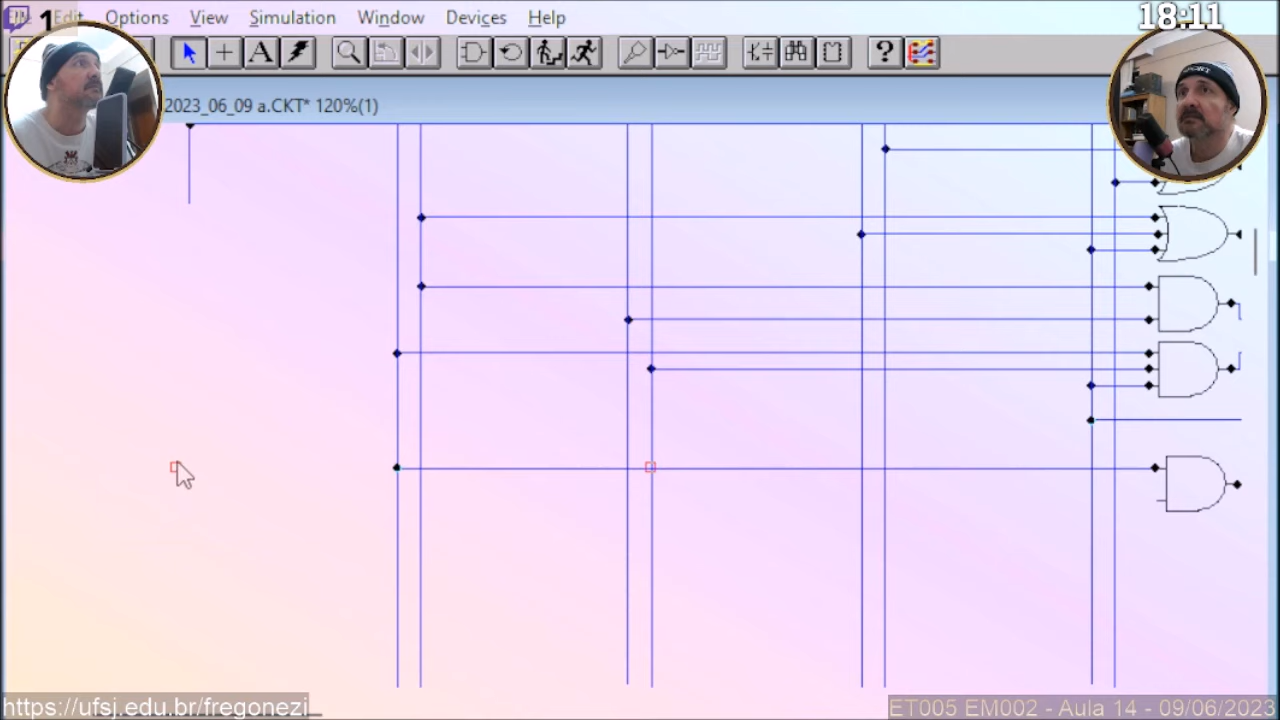 1 Edit Options View Simulation Window Devices Help
18:11
A
?
2023_06_09 a.CKT* 120%(1)
https://ufsj.edu.br/fregonezi
ET005 EM002 - Aula 14 - 09/06/2023